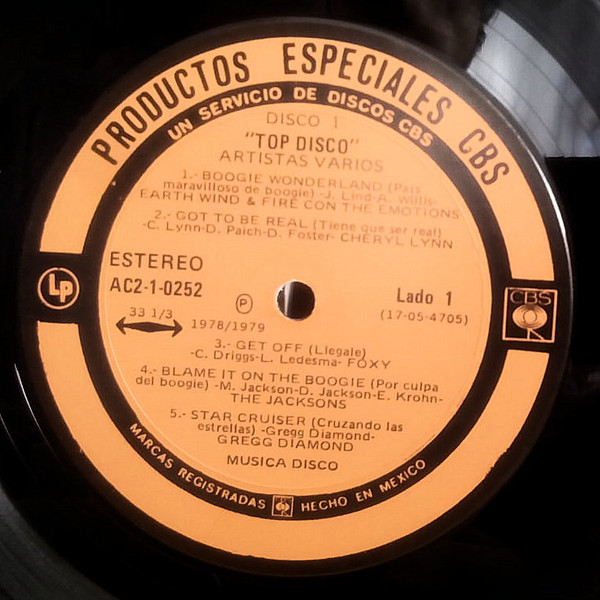 PRODUCTOS ESPECIALES CBS
UN SERVICIO DE DISCOS CBS
DISCO 1
"TOP DISCO"
ARTISTAS VARIOS
1.- BOOGIE WONDERLAND (País
maravilloso de boogie) -J. Lind-A. Willis-
EARTH WIND & FIRE CON THE EMOTIONS
2.- GOT TO BE REAL (Tiene que ser real)
-C. Lynn-D. Paich-D. Foster- CHERYL LYNN
ESTEREO
AC2-1-0252
Lado 1
(17-05-4705)
LP
CBS
33 1/3
Ⓟ
1978/1979
3.- GET OFF (Llegale)
-C. Driggs-L. Ledesma- FOXY
4.- BLAME IT ON THE BOOGIE (Por culpa
del boogie) -M. Jackson-D. Jackson-E. Krohn-
THE JACKSONS
5.- STAR CRUISER (Cruzando las
estrellas) -Gregg Diamond-
GREGG DIAMOND
MUSICA DISCO
MARCAS REGISTRADAS HECHO EN MEXICO